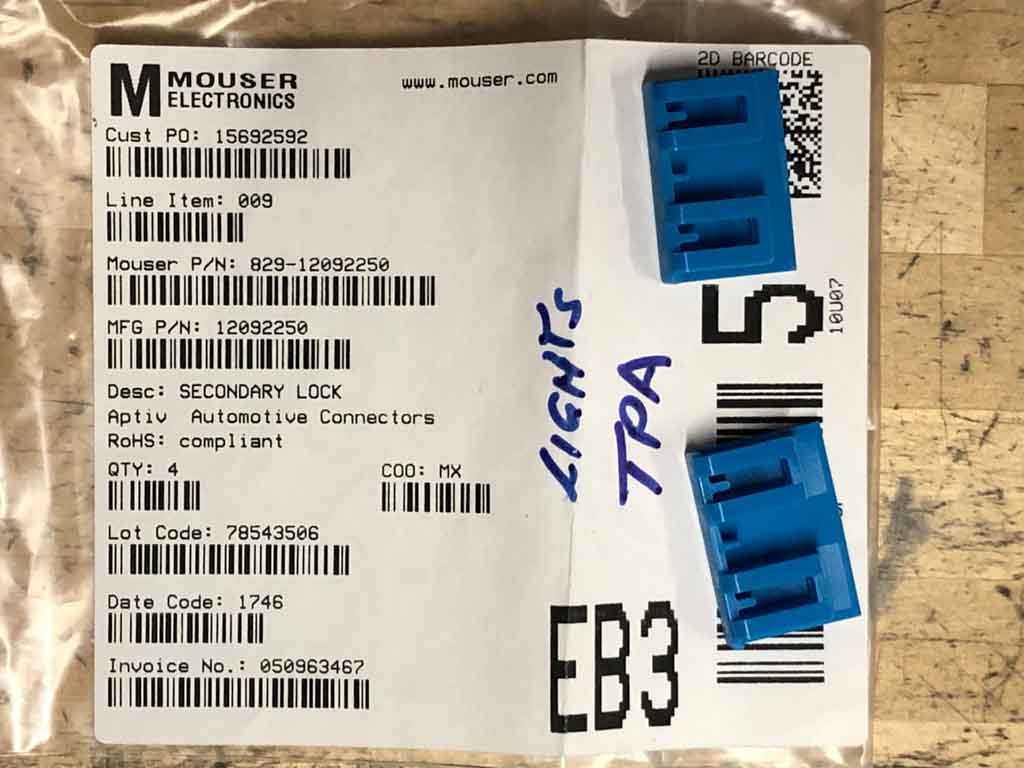 M MOUSER
ELECTRONICS
www.mouser.com
2D BARCODE
Cust PO: 15692592
Line Item: 009
Mouser P/N: 829-12092250
MFG P/N: 12092250
Desc: SECONDARY LOCK
Aptiv Automotive Connectors
RoHS: compliant
QTY: 4
COO: MX
Lot Code: 78543506
Date Code: 1746
Invoice No.: 050963467
LIGHTS
TPA
5
10U07
EB3